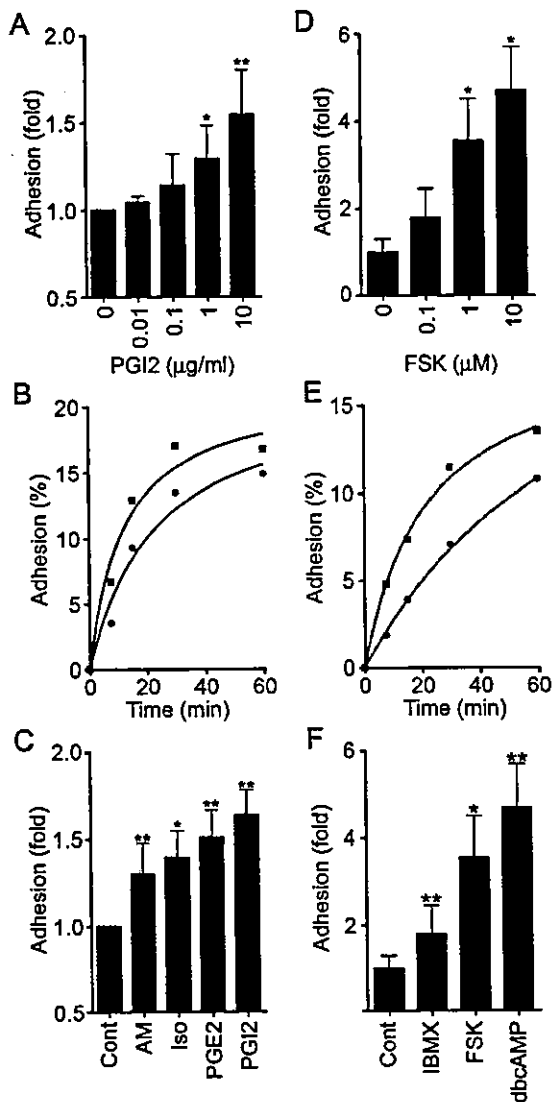 A
Adhesion (fold)
2.0
1.5
1.0
0.5
* **
0 0.01 0.1 1 10
PGI2 (µg/ml)
D
Adhesion (fold)
6
4
2
0
* *
0 0.1 1 10
FSK (µM)
B
Adhesion (%)
20
15
10
5
0
0 20 40 60
Time (min)
E
Adhesion (%)
15
10
5
0
0 20 40 60
Time (min)
C
Adhesion (fold)
2.0
1.5
1.0
0.5
** * ** **
Cont AM Iso PGE2 PGI2
F
Adhesion (fold)
6
4
2
** * **
Cont IBMX FSK dbcAMP